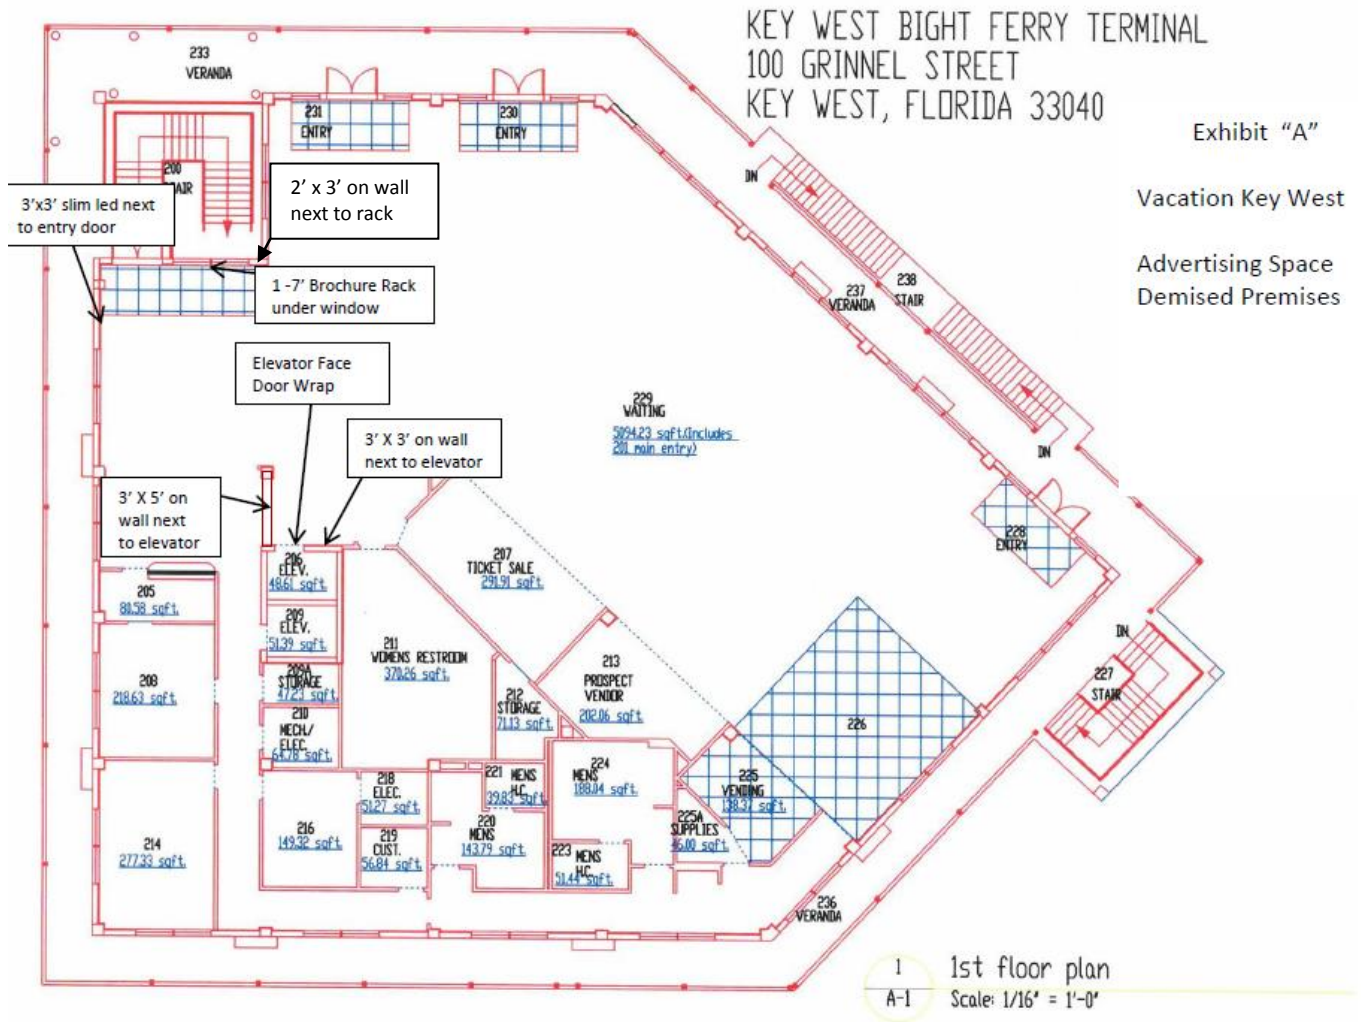 KEY WEST BIGHT FERRY TERMINAL
100 GRINNEL STREET
KEY WEST, FLORIDA 33040
Exhibit “A”
Vacation Key West
Advertising Space
Demised Premises
233
VERANDA
231
ENTRY
230
ENTRY
200
3’x3’ slim led next
to entry door
2’ x 3’ on wall
next to rack
1 -7’ Brochure Rack
under window
Elevator Face
Door Wrap
3’ X 3’ on wall
next to elevator
3’ X 5’ on
wall next
to elevator
DN
238
STAIR
237
VERANDA
DN
229
WAITING
5094.23 sqft.(Includes
201 main entry)
228
ENTRY
207
TICKET SALE
291.91 sqft.
206
ELEV.
48.61 sqft.
205
80.58 sqft.
209
ELEV.
51.39 sqft.
211
WOMENS RESTROOM
370.26 sqft.
213
PROSPECT
VENDOR
202.06 sqft.
DN
227
STAIR
208
218.63 sqft.
209A
STORAGE
47.23 sqft.
212
STORAGE
71.13 sqft.
210
MECH./
ELEC.
64.78 sqft.
226
224
MENS
188.04 sqft.
221 MENS
H.C.
39.83 sqft.
225
VENDING
138.37 sqft.
218
ELEC.
51.27 sqft.
225A
SUPPLIES
46.00 sqft.
216
149.32 sqft.
219
CUST.
56.84 sqft.
220
MENS
143.79 sqft.
223 MENS
H.C.
51.44 sqft.
214
277.33 sqft.
236
VERANDA
1
A-1
1st floor plan
Scale: 1/16" = 1'-0"